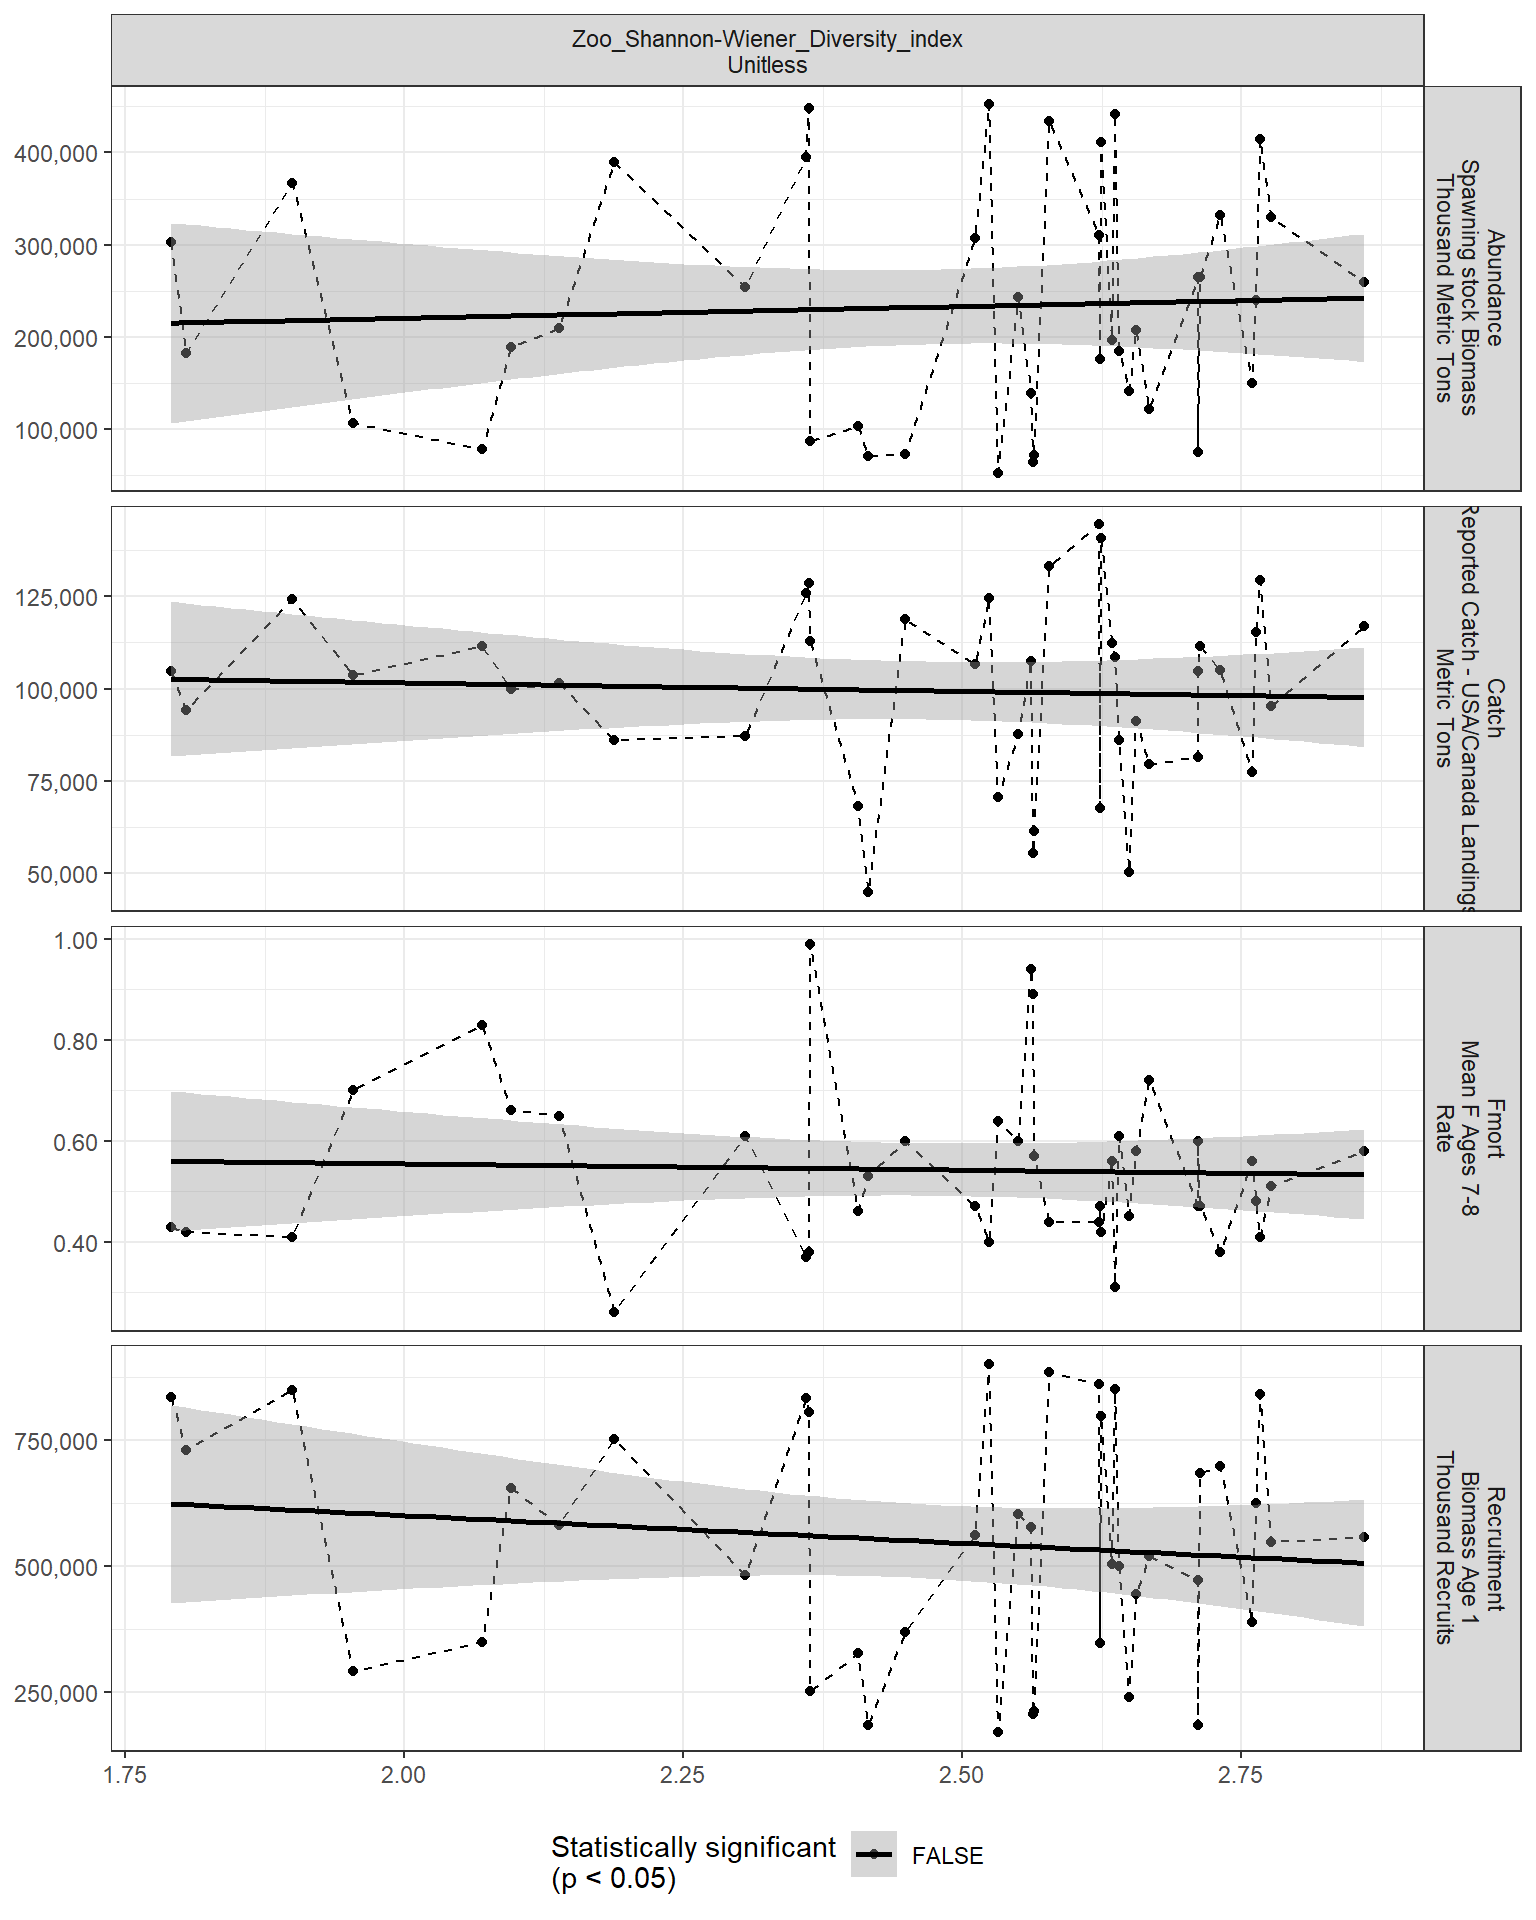 Zoo_Shannon-Wiener_Diversity_index
Unitless
400,000
300,000
200,000
100,000
Abundance
Spawning stock Biomass
Thousand Metric Tons
125,000
100,000
75,000
50,000
Catch
Reported Catch - USA/Canada Landings
Metric Tons
1.00
0.80
0.60
0.40
Fmort
Mean F Ages 7-8
Rate
750,000
500,000
250,000
Recruitment
Biomass Age 1
Thousand Recruits
1.75
2.00
2.25
2.50
2.75
Statistically significant
(p < 0.05)
FALSE